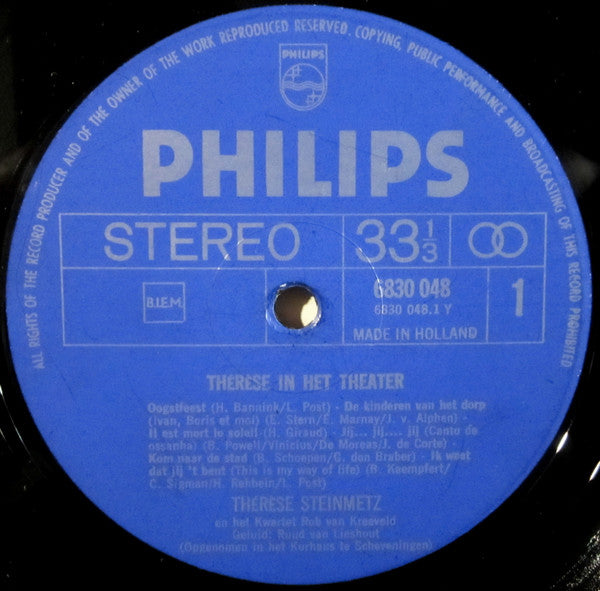 ALL RIGHTS OF THE RECORD PRODUCER AND OF THE OWNER OF THE WORK REPRODUCED RESERVED. COPYING, PUBLIC PERFORMANCE AND BROADCASTING OF THIS RECORD PROHIBITED
PHILIPS
PHILIPS
STEREO 33 1/3
B.I.E.M. 6830 048 1
6830 048.1 Y
MADE IN HOLLAND
THERESE IN HET THEATER
Oogstfeest (H. Bannink/L. Post) - De kinderen van het dorp
(Ivan, Boris et moi) (E. Stern/E. Marnay/J. v. Alphen) -
Il est mort le soleil (H. Giraud) - Jij... jij.... jij (Canto de
ossanha) (B. Powell/Vinicius/De Moraes/J. de Corte) -
Kom naar de stad (B. Schoenen/C. den Braber) - Ik weet
dat jij 't bent (This is my way of life) (B. Kaempfert/
C. Sigman/H. Rehbein/L. Post)
THERESE STEINMETZ
en het Kwartet Rob van Kreeveld
Geluid: Ruud van Lieshout
(Opgenomen in het Kurhaus te Scheveningen)